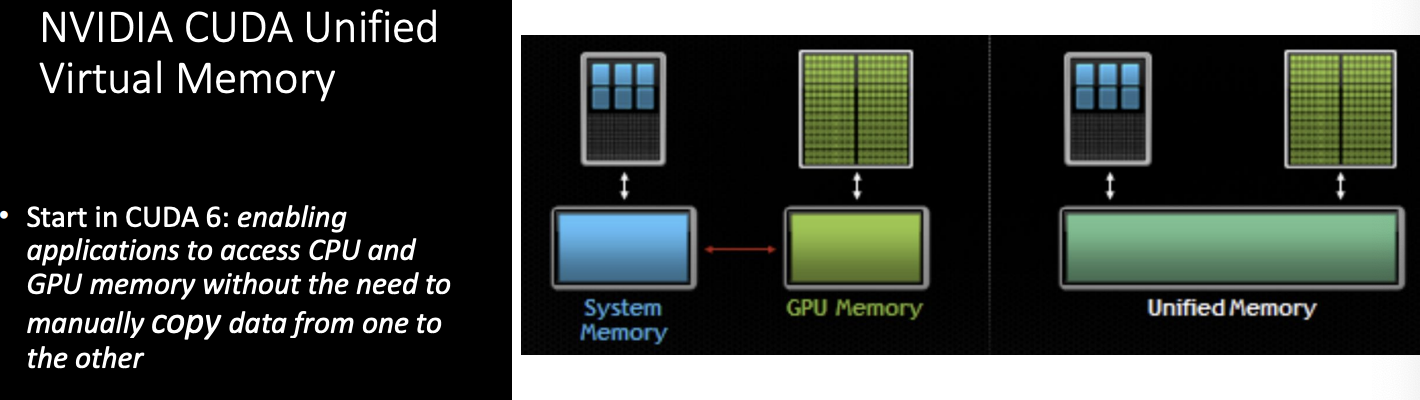 NVIDIA CUDA Unified
Virtual Memory
• Start in CUDA 6: enabling
applications to access CPU and
GPU memory without the need to
manually copy data from one to
the other
System
Memory
GPU Memory
Unified Memory